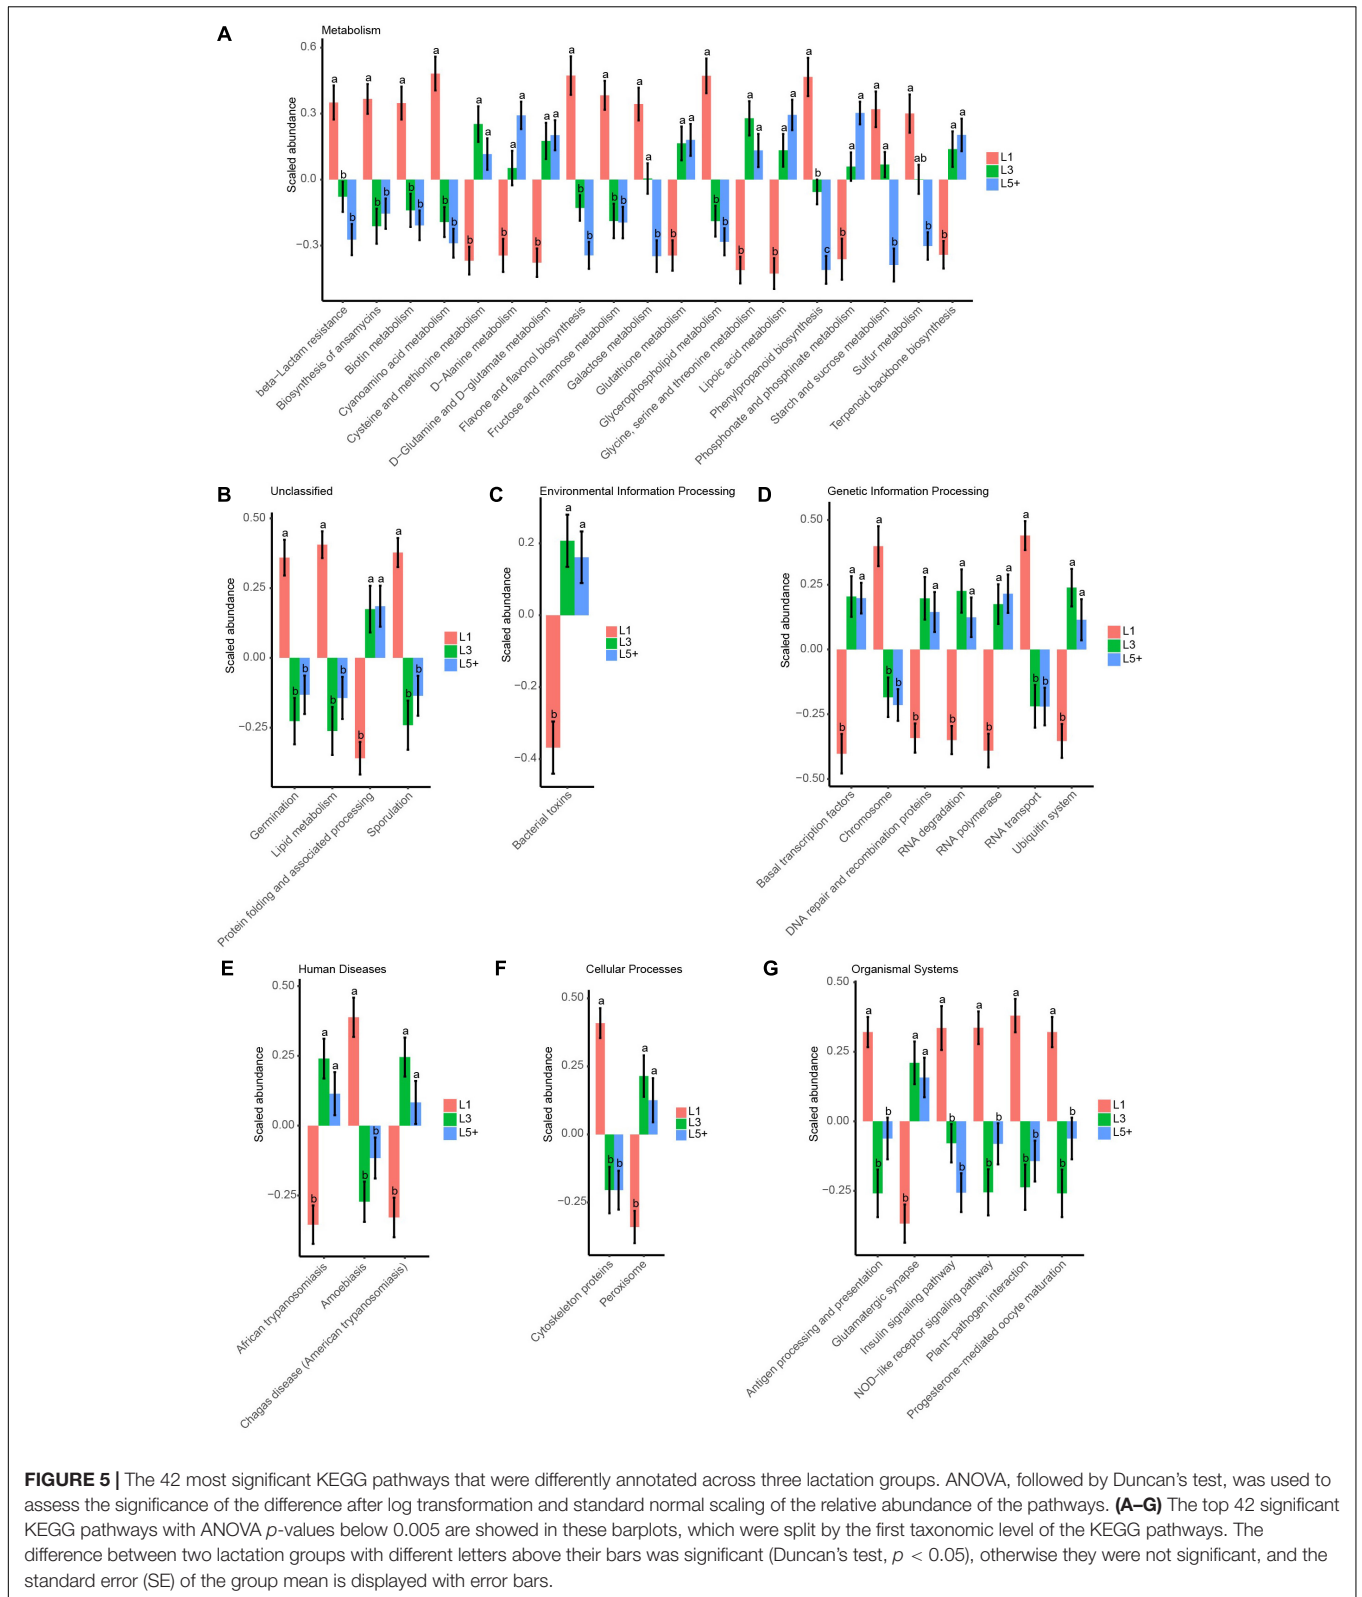 A
Metabolism
Scaled abundance
0.6
0.3
0.0
−0.3
a a a a a a a a a a a a a a a a a a a
b b b b b a a b b a a b a a b a a ab a
b b b b a a a b b b a b a a c a b b a
b b b b b b b b
L1
L3
L5+
beta−Lactam resistance
Biosynthesis of ansamycins
Biotin metabolism
Cyanoamino acid metabolism
Cysteine and methionine metabolism
D−Alanine metabolism
D−Glutamine and D−glutamate metabolism
Flavone and flavonol biosynthesis
Fructose and mannose metabolism
Galactose metabolism
Glutathione metabolism
Glycerophospholipid metabolism
Glycine, serine and threonine metabolism
Lipoic acid metabolism
Phenylpropanoid biosynthesis
Phosphonate and phosphinate metabolism
Starch and sucrose metabolism
Sulfur metabolism
Terpenoid backbone biosynthesis
B
Unclassified
Scaled abundance
0.50
0.25
0.00
−0.25
a b b
a b b
b a a
a b b
L1
L3
L5+
Germination
Lipid metabolism
Protein folding and associated processing
Sporulation
C
Environmental Information Processing
Scaled abundance
0.2
0.0
−0.2
−0.4
b a a
L1
L3
L5+
Bacterial toxins
D
Genetic Information Processing
Scaled abundance
0.50
0.25
0.00
−0.25
−0.50
b a a
a b b
b a a
b a a
b a a
a b b
b a a
L1
L3
L5+
Basal transcription factors
Chromosome
DNA repair and recombination proteins
RNA degradation
RNA polymerase
RNA transport
Ubiquitin system
E
Human Diseases
Scaled abundance
0.50
0.25
0.00
−0.25
b a a
a b b
b a a
L1
L3
L5+
African trypanosomiasis
Amoebiasis
Chagas disease (American trypanosomiasis)
F
Cellular Processes
Scaled abundance
0.50
0.25
0.00
−0.25
a b b
b a a
L1
L3
L5+
Cytoskeleton proteins
Peroxisome
G
Organismal Systems
Scaled abundance
0.50
0.25
0.00
−0.25
a b b
b a a
a b b
a b b
a b b
a b b
L1
L3
L5+
Antigen processing and presentation
Glutamatergic synapse
Insulin signaling pathway
NOD−like receptor signaling pathway
Plant−pathogen interaction
Progesterone−mediated oocyte maturation
FIGURE 5 | The 42 most significant KEGG pathways that were differently annotated across three lactation groups. ANOVA, followed by Duncan's test, was used to
assess the significance of the difference after log transformation and standard normal scaling of the relative abundance of the pathways. (A–G) The top 42 significant
KEGG pathways with ANOVA p-values below 0.005 are showed in these barplots, which were split by the first taxonomic level of the KEGG pathways. The
difference between two lactation groups with different letters above their bars was significant (Duncan's test, p < 0.05), otherwise they were not significant, and the
standard error (SE) of the group mean is displayed with error bars.